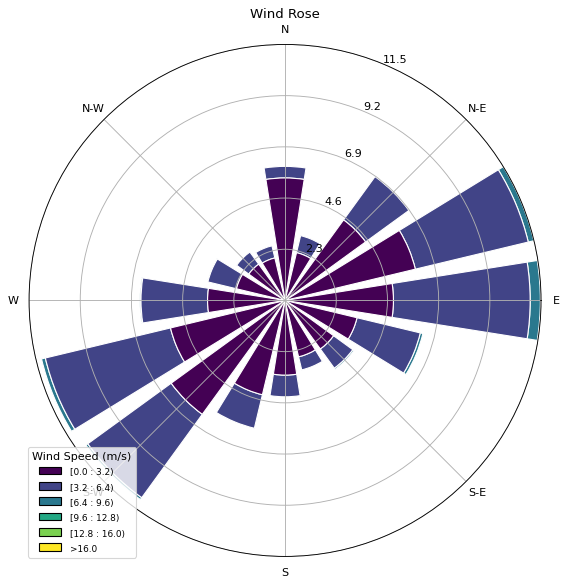 Wind Rose
N
11.5
N-W
9.2
N-E
6.9
4.6
2.3
W
E
Wind Speed (m/s)
[0.0 : 3.2)
[3.2 : 6.4)
[6.4 : 9.6)
S-W
S-E
[9.6 : 12.8)
[12.8 : 16.0)
>16.0
S